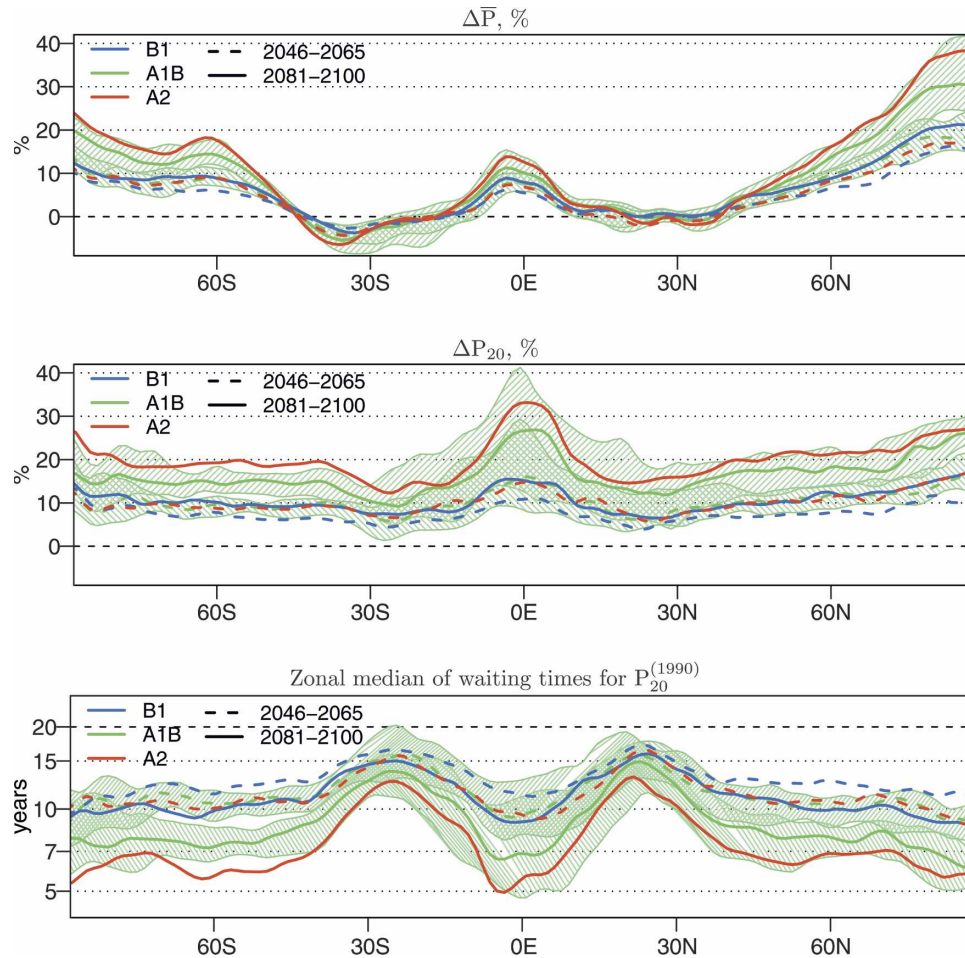 ΔP̅, %
B1 2046–2065
A1B 2081–2100
A2
%
40
30
20
10
0
60S 30S 0E 30N 60N
ΔP₂₀, %
B1 2046–2065
A1B 2081–2100
A2
%
40
30
20
10
0
60S 30S 0E 30N 60N
Zonal median of waiting times for P₂₀⁽¹⁹⁹⁰⁾
B1 2046–2065
A1B 2081–2100
A2
years
20
15
10
7
5
60S 30S 0E 30N 60N